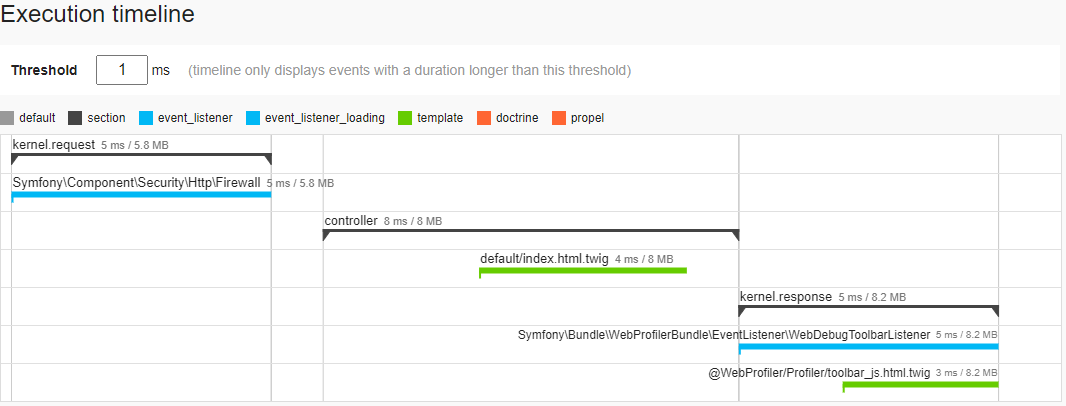 Execution timeline
Threshold 1 ms (timeline only displays events with a duration longer than this threshold)
default section event_listener event_listener_loading template doctrine propel
kernel.request 5 ms / 5.8 MB
Symfony\Component\Security\Http\Firewall 5 ms / 5.8 MB
controller 8 ms / 8 MB
default/index.html.twig 4 ms / 8 MB
kernel.response 5 ms / 8.2 MB
Symfony\Bundle\WebProfilerBundle\EventListener\WebDebugToolbarListener 5 ms / 8.2 MB
@WebProfiler/Profiler/toolbar_js.html.twig 3 ms / 8.2 MB